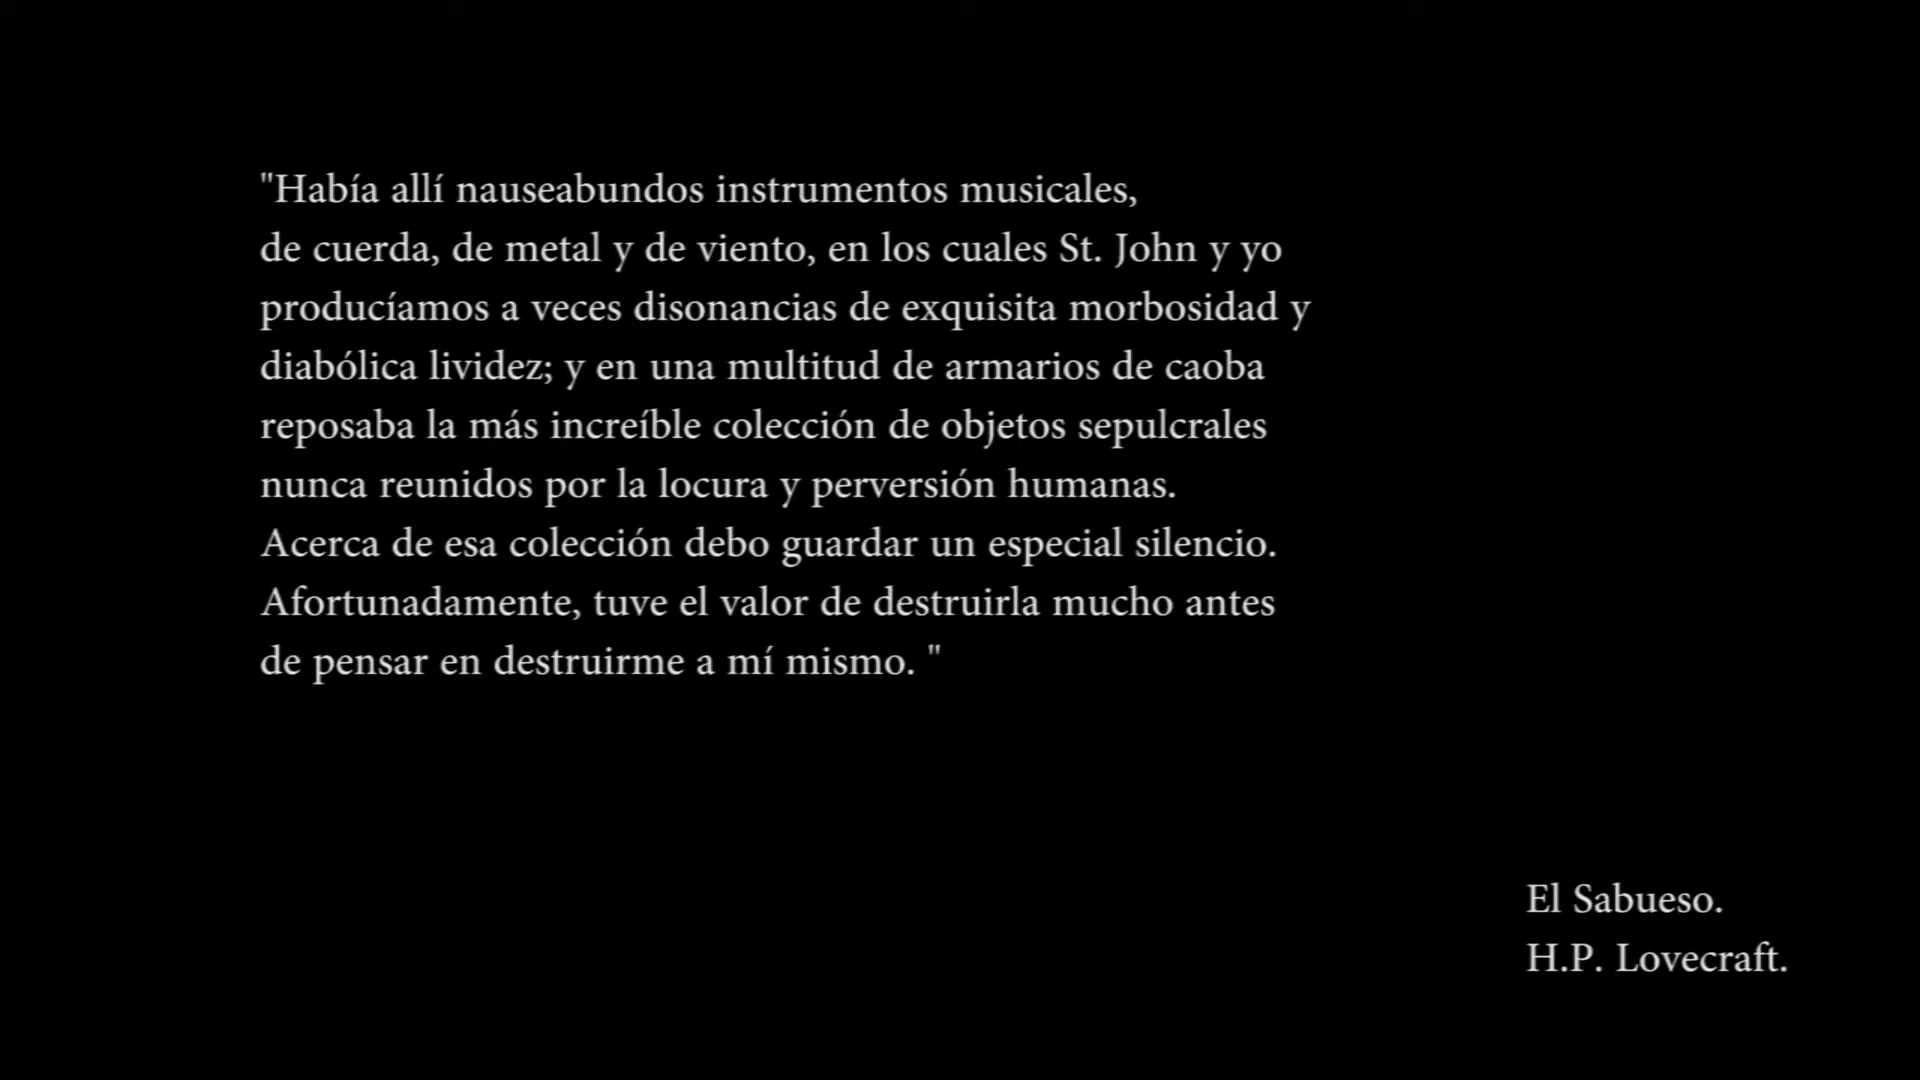 "Había allí nauseabundos instrumentos musicales,
de cuerda, de metal y de viento, en los cuales St. John y yo
producíamos a veces disonancias de exquisita morbosidad y
diabólica lividez; y en una multitud de armarios de caoba
reposaba la más increíble colección de objetos sepulcrales
nunca reunidos por la locura y perversión humanas.
Acerca de esa colección debo guardar un especial silencio.
Afortunadamente, tuve el valor de destruirla mucho antes
de pensar en destruirme a mí mismo. "
El Sabueso.
H.P. Lovecraft.